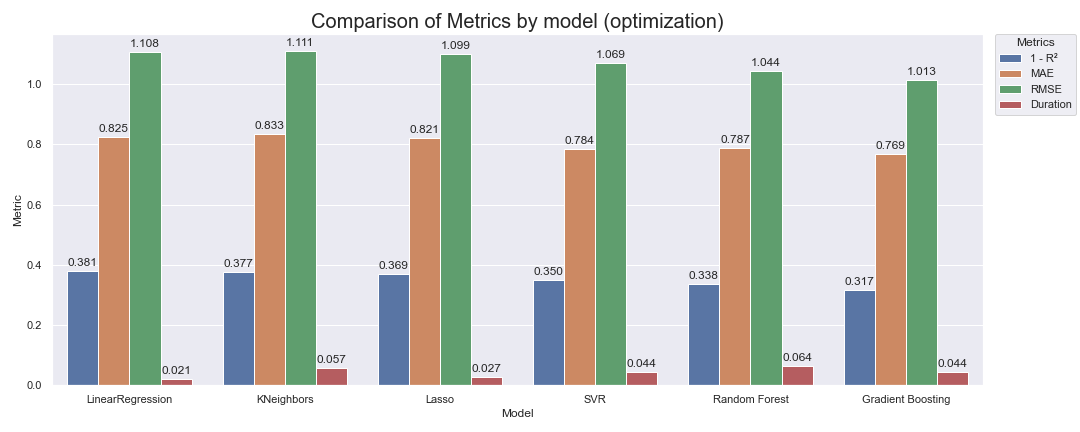 Comparison of Metrics by model (optimization)
Metrics
1 - R²
MAE
RMSE
Duration
Metric
1.0
0.8
0.6
0.4
0.2
0.0
0.381
0.825
1.108
0.021
0.377
0.833
1.111
0.057
0.369
0.821
1.099
0.027
0.350
0.784
1.069
0.044
0.338
0.787
1.044
0.064
0.317
0.769
1.013
0.044
LinearRegression
KNeighbors
Lasso
SVR
Random Forest
Gradient Boosting
Model